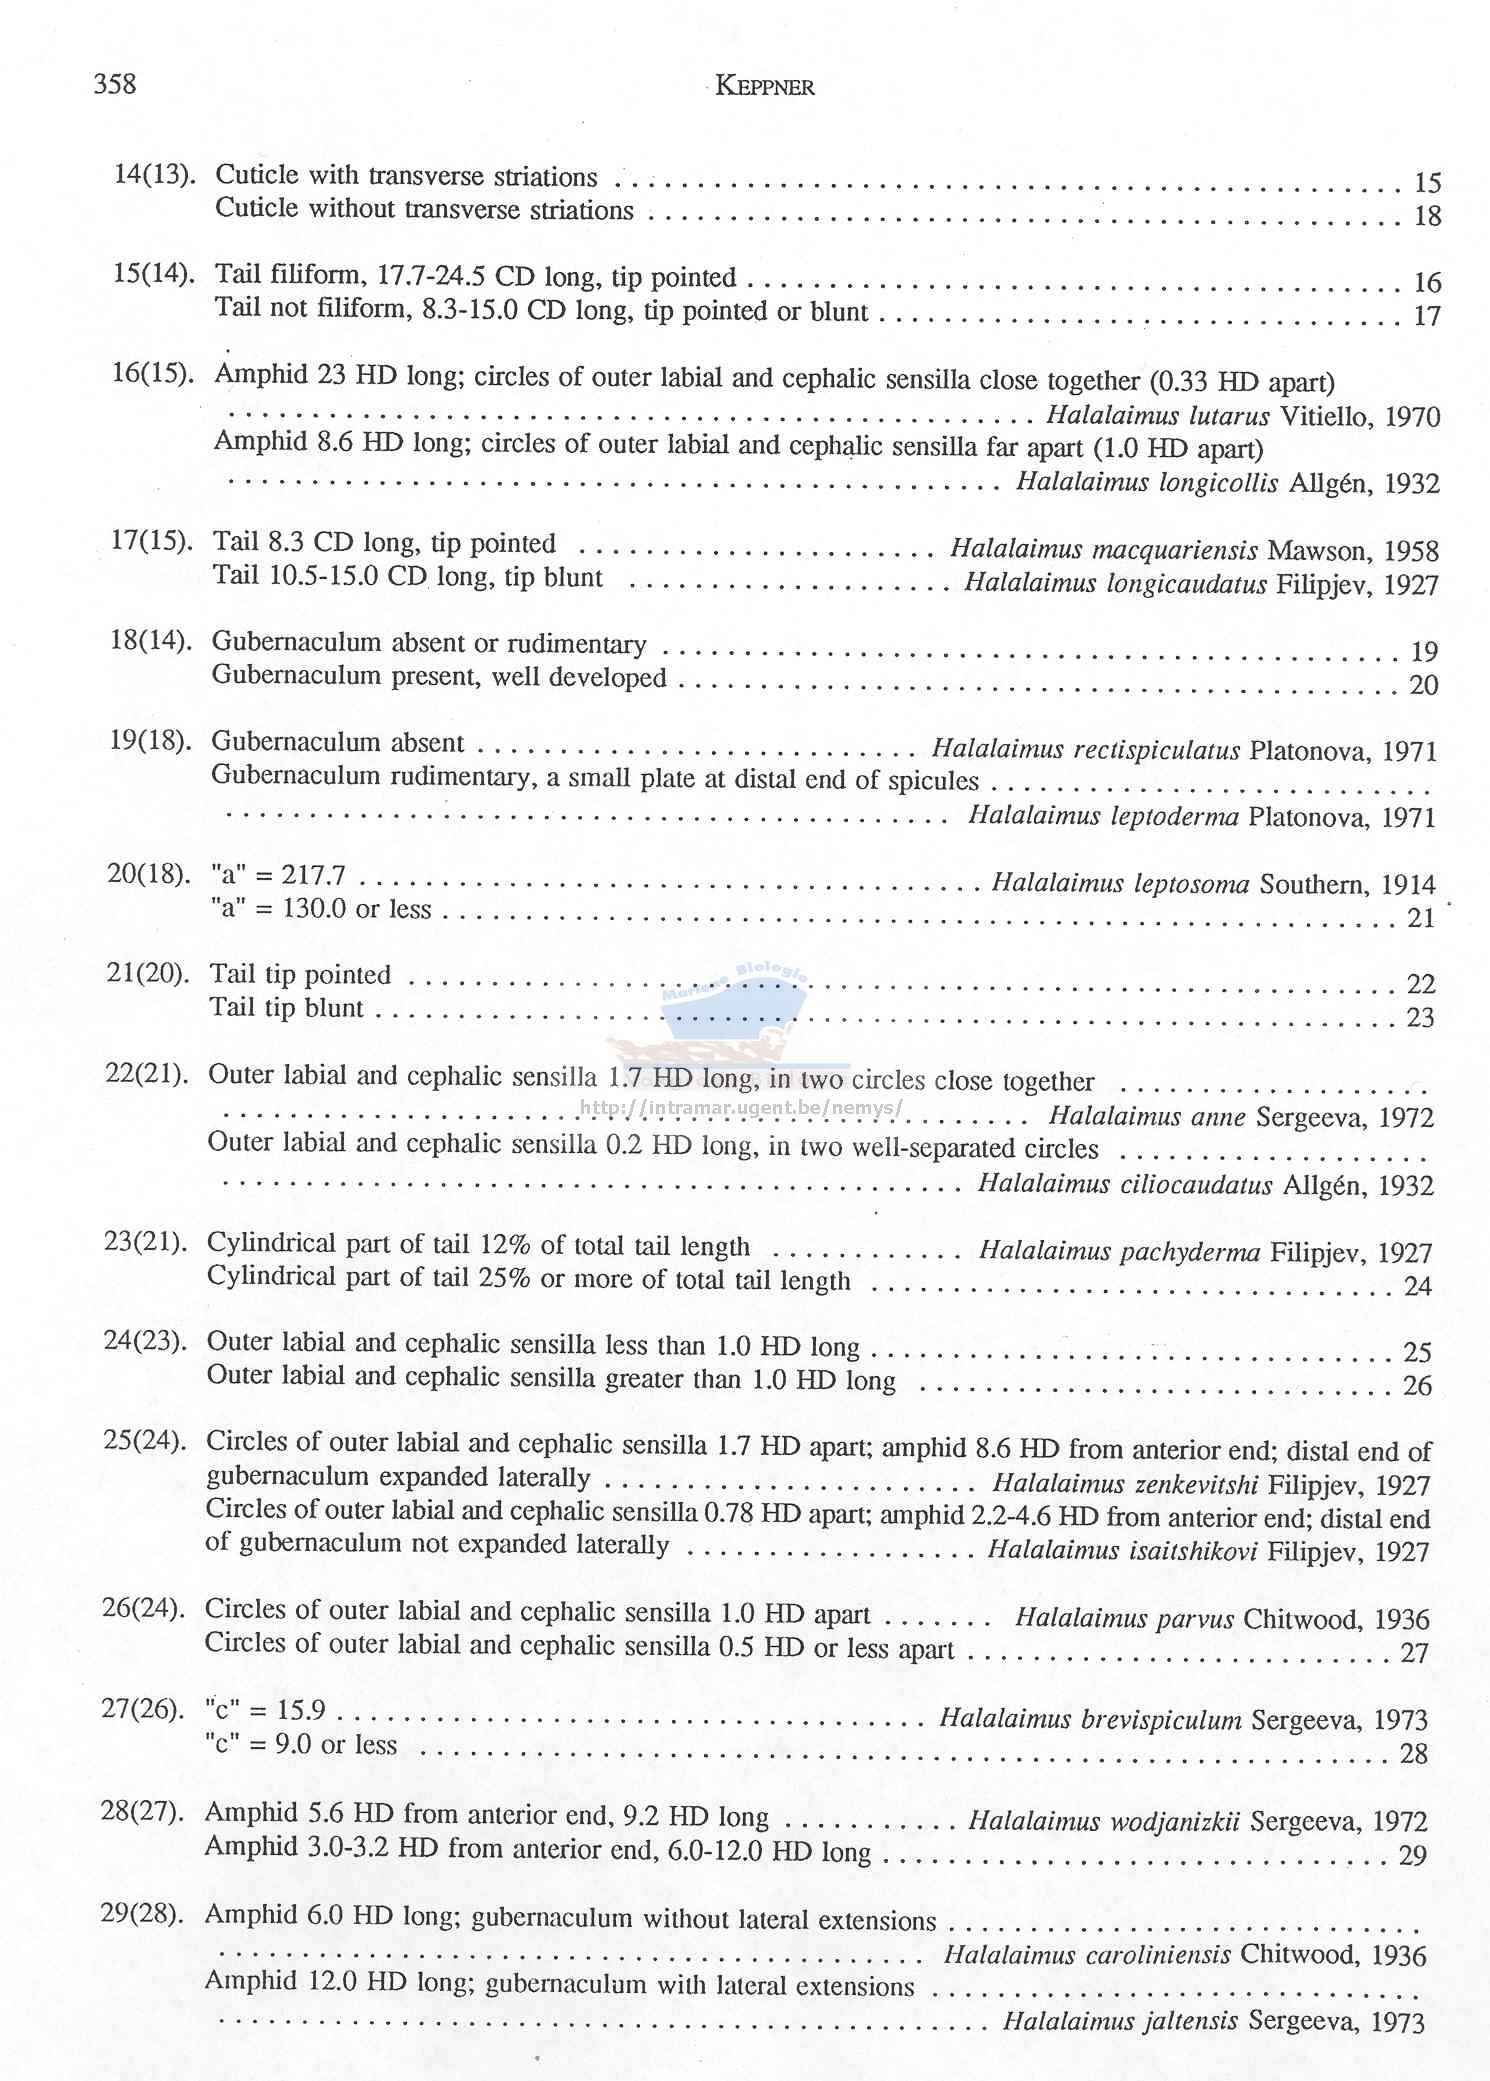 358 KEPPNER
14(13). Cuticle with transverse striations . . . . . . . . . . 15
Cuticle without transverse striations . . . . . . . . . . 18
15(14). Tail filiform, 17.7-24.5 CD long, tip pointed . . . . . . . . . . 16
Tail not filiform, 8.3-15.0 CD long, tip pointed or blunt . . . . . . . . . . 17
16(15). Amphid 23 HD long; circles of outer labial and cephalic sensilla close together (0.33 HD apart)
. . . . . . . . . . Halalaimus lutarus Vitiello, 1970
Amphid 8.6 HD long; circles of outer labial and cephalic sensilla far apart (1.0 HD apart)
. . . . . . . . . . Halalaimus longicollis Allgén, 1932
17(15). Tail 8.3 CD long, tip pointed . . . . . . . . . . Halalaimus macquariensis Mawson, 1958
Tail 10.5-15.0 CD long, tip blunt . . . . . . . . . . Halalaimus longicaudatus Filipjev, 1927
18(14). Gubernaculum absent or rudimentary . . . . . . . . . . 19
Gubernaculum present, well developed . . . . . . . . . . 20
19(18). Gubernaculum absent . . . . . . . . . . Halalaimus rectispiculatus Platonova, 1971
Gubernaculum rudimentary, a small plate at distal end of spicules . . . . . . . . . .
. . . . . . . . . . Halalaimus leptoderma Platonova, 1971
20(18). "a" = 217.7 . . . . . . . . . . Halalaimus leptosoma Southern, 1914
"a" = 130.0 or less . . . . . . . . . . 21
21(20). Tail tip pointed . . . . . . . . . . 22
Marine Biologie
Tail tip blunt . . . . . . . . . . 23
22(21). Outer labial and cephalic sensilla 1.7 HD long, in two circles close together . . . . . . . . . .
http://intramar.ugent.be/nemys/
. . . . . . . . . . Halalaimus anne Sergeeva, 1972
Outer labial and cephalic sensilla 0.2 HD long, in two well-separated circles . . . . . . . . . .
. . . . . . . . . . Halalaimus ciliocaudatus Allgén, 1932
23(21). Cylindrical part of tail 12% of total tail length . . . . . . . . . . Halalaimus pachyderma Filipjev, 1927
Cylindrical part of tail 25% or more of total tail length . . . . . . . . . . 24
24(23). Outer labial and cephalic sensilla less than 1.0 HD long . . . . . . . . . . 25
Outer labial and cephalic sensilla greater than 1.0 HD long . . . . . . . . . . 26
25(24). Circles of outer labial and cephalic sensilla 1.7 HD apart; amphid 8.6 HD from anterior end; distal end of
gubernaculum expanded laterally . . . . . . . . . . Halalaimus zenkevitshi Filipjev, 1927
Circles of outer labial and cephalic sensilla 0.78 HD apart; amphid 2.2-4.6 HD from anterior end; distal end
of gubernaculum not expanded laterally . . . . . . . . . . Halalaimus isaitshikovi Filipjev, 1927
26(24). Circles of outer labial and cephalic sensilla 1.0 HD apart . . . . . . . Halalaimus parvus Chitwood, 1936
Circles of outer labial and cephalic sensilla 0.5 HD or less apart . . . . . . . . . . 27
27(26). "c" = 15.9 . . . . . . . . . . Halalaimus brevispiculum Sergeeva, 1973
"c" = 9.0 or less . . . . . . . . . . 28
28(27). Amphid 5.6 HD from anterior end, 9.2 HD long . . . . . . . . . . Halalaimus wodjanizkii Sergeeva, 1972
Amphid 3.0-3.2 HD from anterior end, 6.0-12.0 HD long . . . . . . . . . . 29
29(28). Amphid 6.0 HD long; gubernaculum without lateral extensions . . . . . . . . . .
. . . . . . . . . . Halalaimus caroliniensis Chitwood, 1936
Amphid 12.0 HD long; gubernaculum with lateral extensions . . . . . . . . . .
. . . . . . . . . . Halalaimus jaltensis Sergeeva, 1973